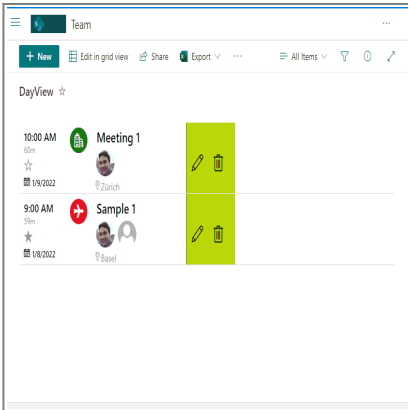 Team
New Edit in grid view Share Export All Items
DayView
10:00 AM Meeting 1
60m
1/9/2022 Zürich
9:00 AM Sample 1
59m
1/8/2022 Basel